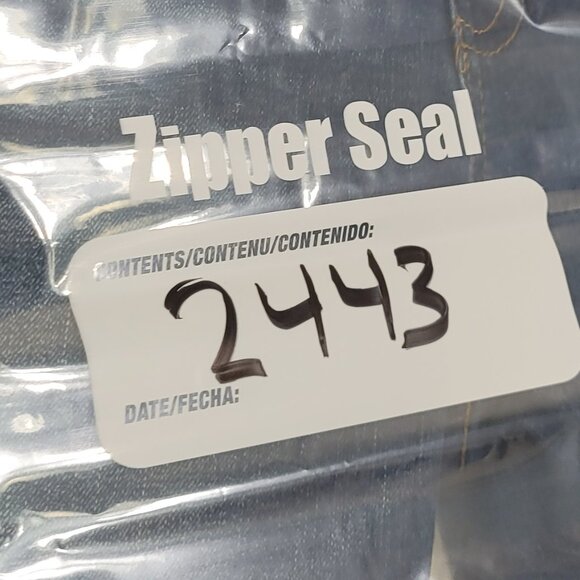 Zipper Seal
CONTENTS/CONTENU/CONTENIDO:
2443
DATE/FECHA: